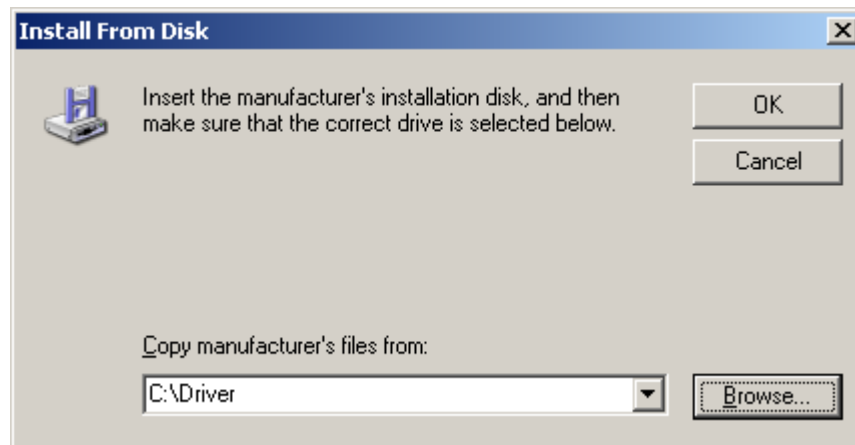 Install From Disk
Insert the manufacturer's installation disk, and then
make sure that the correct drive is selected below.
OK
Cancel
Copy manufacturer's files from:
C:\Driver
Browse...